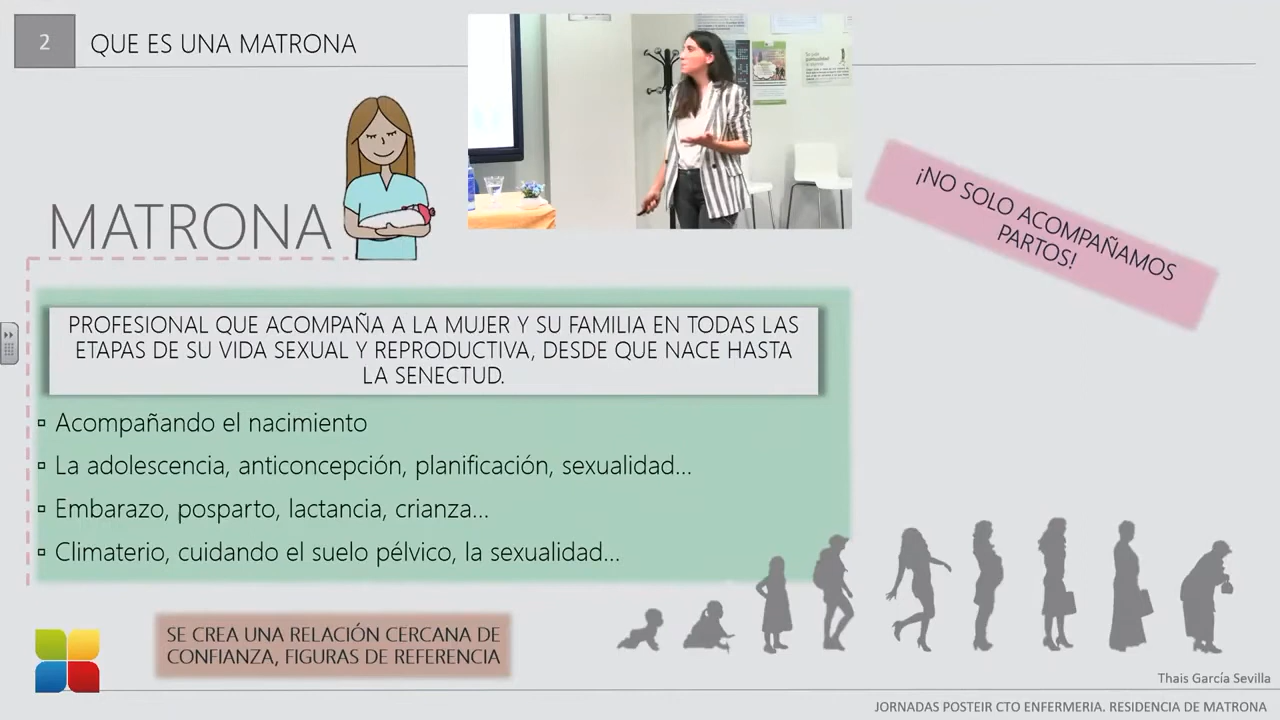 2
QUE ES UNA MATRONA
MATRONA
¡NO SOLO ACOMPAÑAMOS
PARTOS!
PROFESIONAL QUE ACOMPAÑA A LA MUJER Y SU FAMILIA EN TODAS LAS
ETAPAS DE SU VIDA SEXUAL Y REPRODUCTIVA, DESDE QUE NACE HASTA
LA SENECTUD.
Acompañando el nacimiento
La adolescencia, anticoncepción, planificación, sexualidad...
Embarazo, posparto, lactancia, crianza...
Climaterio, cuidando el suelo pélvico, la sexualidad...
SE CREA UNA RELACIÓN CERCANA DE
CONFIANZA, FIGURAS DE REFERENCIA
Thais García Sevilla
JORNADAS POSTEIR CTO ENFERMERIA. RESIDENCIA DE MATRONA